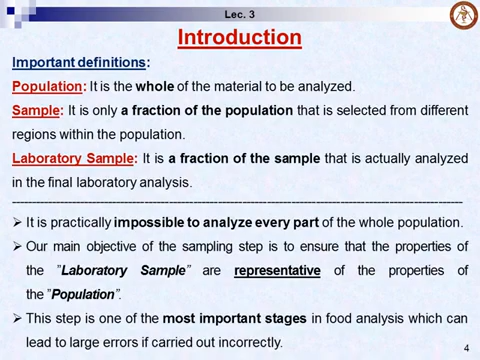 Lec. 3
Introduction
Important definitions:
Population: It is the whole of the material to be analyzed.
Sample: It is only a fraction of the population that is selected from different
regions within the population.
Laboratory Sample: It is a fraction of the sample that is actually analyzed
in the final laboratory analysis.
➢ It is practically impossible to analyze every part of the whole population.
➢ Our main objective of the sampling step is to ensure that the properties of
the ”Laboratory Sample” are representative of the properties of
the ”Population”.
➢ This step is one of the most important stages in food analysis which can
lead to large errors if carried out incorrectly.
4